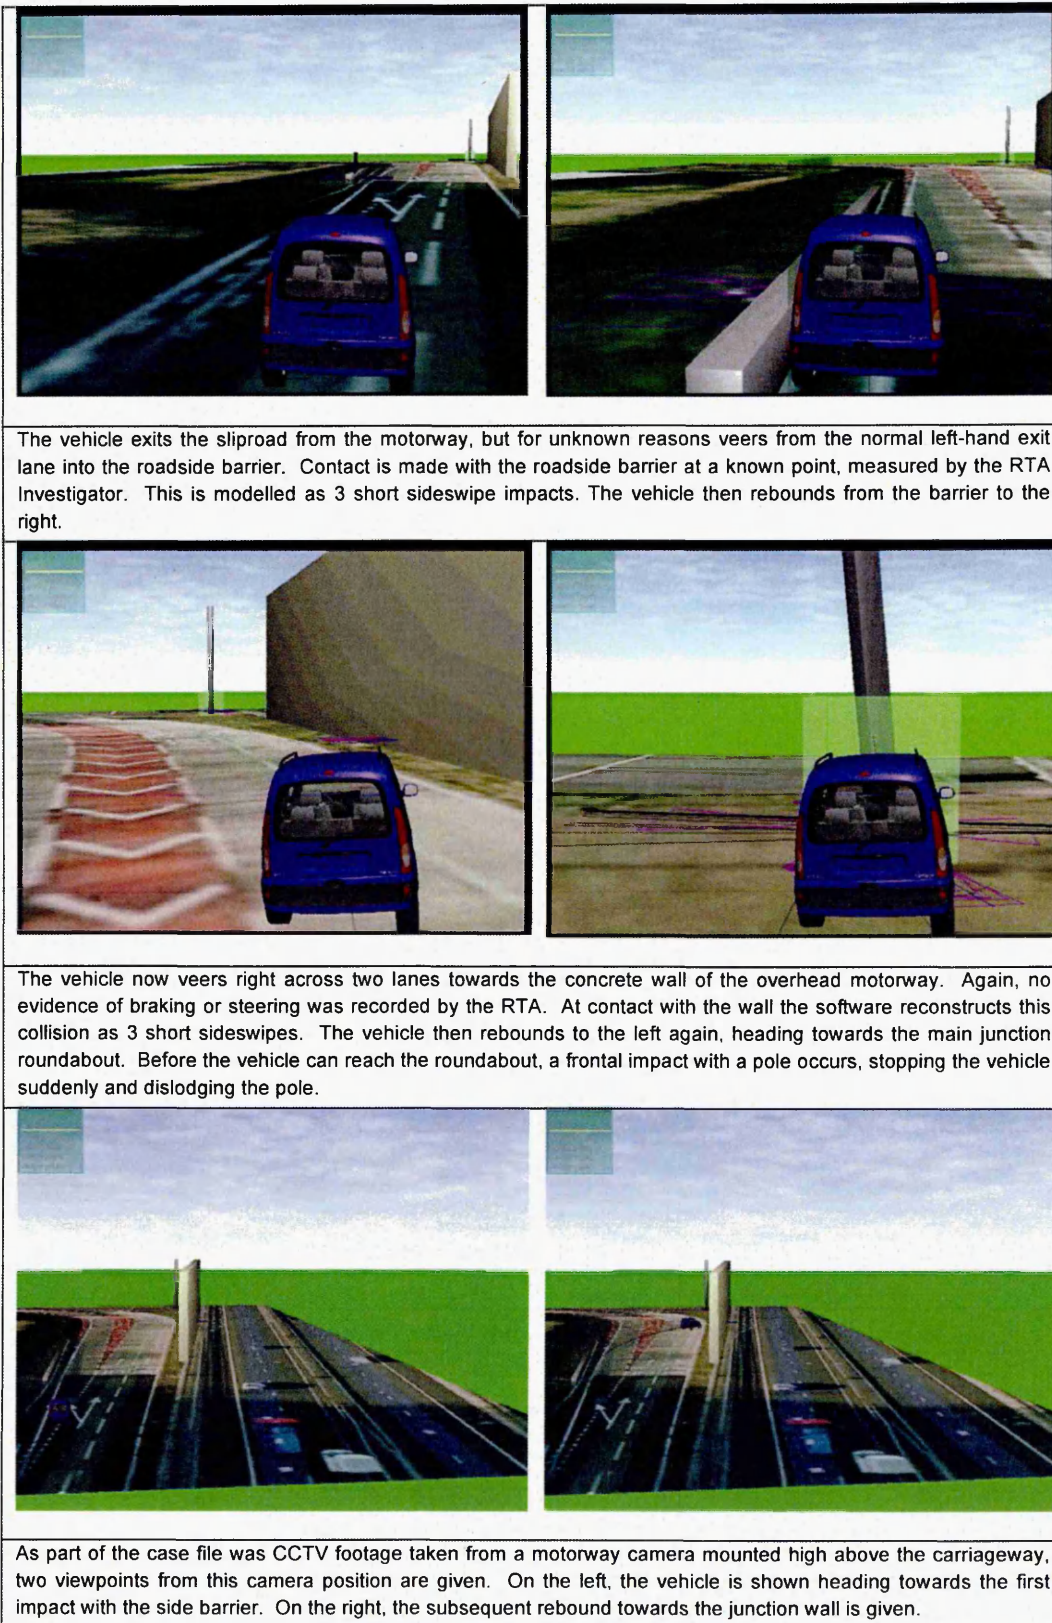 The vehicle exits the sliproad from the motorway, but for unknown reasons veers from the normal left-hand exit
lane into the roadside barrier. Contact is made with the roadside barrier at a known point, measured by the RTA
Investigator. This is modelled as 3 short sideswipe impacts. The vehicle then rebounds from the barrier to the
right.
The vehicle now veers right across two lanes towards the concrete wall of the overhead motorway. Again, no
evidence of braking or steering was recorded by the RTA. At contact with the wall the software reconstructs this
collision as 3 short sideswipes. The vehicle then rebounds to the left again, heading towards the main junction
roundabout. Before the vehicle can reach the roundabout, a frontal impact with a pole occurs, stopping the vehicle
suddenly and dislodging the pole.
As part of the case file was CCTV footage taken from a motorway camera mounted high above the carriageway,
two viewpoints from this camera position are given. On the left, the vehicle is shown heading towards the first
impact with the side barrier. On the right, the subsequent rebound towards the junction wall is given.